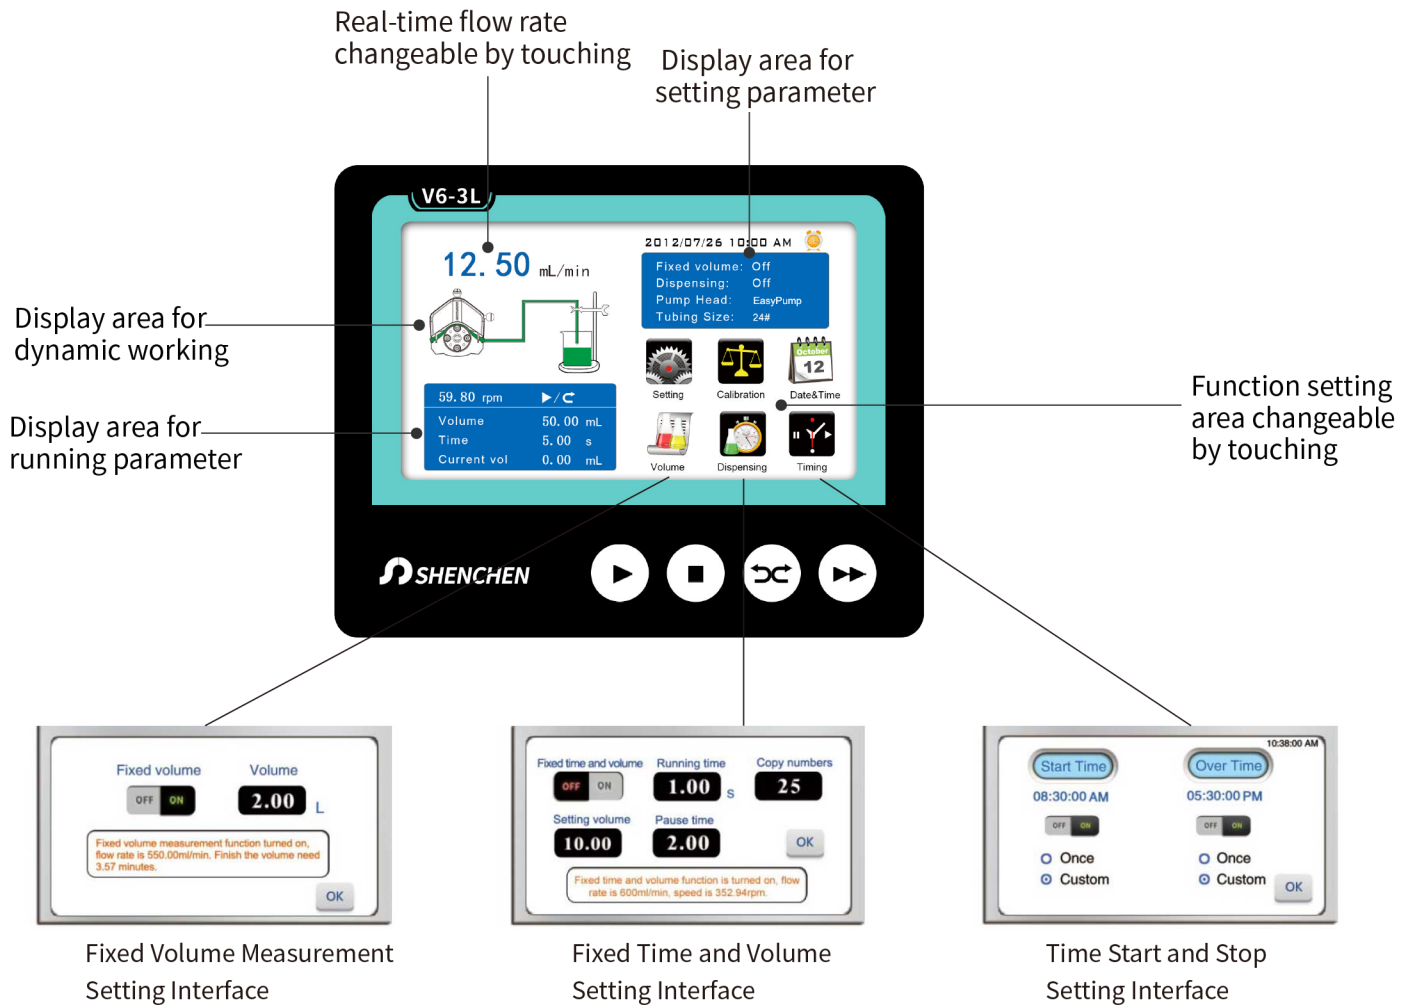 Real-time flow rate
changeable by touching
Display area for
setting parameter
V6-3L
12.50 mL/min
2012/07/26 10:00 AM
Fixed volume: Off
Dispensing: Off
Pump Head: EasyPump
Tubing Size: 24#
Display area for
dynamic working
October
12
Setting Calibration Date&Time
59.80 rpm
Volume 50.00 mL
Time 5.00 s
Current vol 0.00 mL
Display area for
running parameter
Function setting
area changeable
by touching
Volume Dispensing Timing
SHENCHEN
Fixed volume Volume
OFF ON 2.00 L
Fixed volume measurement function turned on,
flow rate is 550.00ml/min. Finish the volume need
3.57 minutes.
OK
Fixed time and volume Running time Copy numbers
OFF ON 1.00 s 25
Setting volume Pause time
10.00 2.00 OK
Fixed time and volume function is turned on, flow
rate is 600ml/min, speed is 352.94rpm.
10:38:00 AM
Start Time Over Time
08:30:00 AM 05:30:00 PM
OFF ON OFF ON
Once Once
Custom Custom OK
Fixed Volume Measurement
Setting Interface
Fixed Time and Volume
Setting Interface
Time Start and Stop
Setting Interface